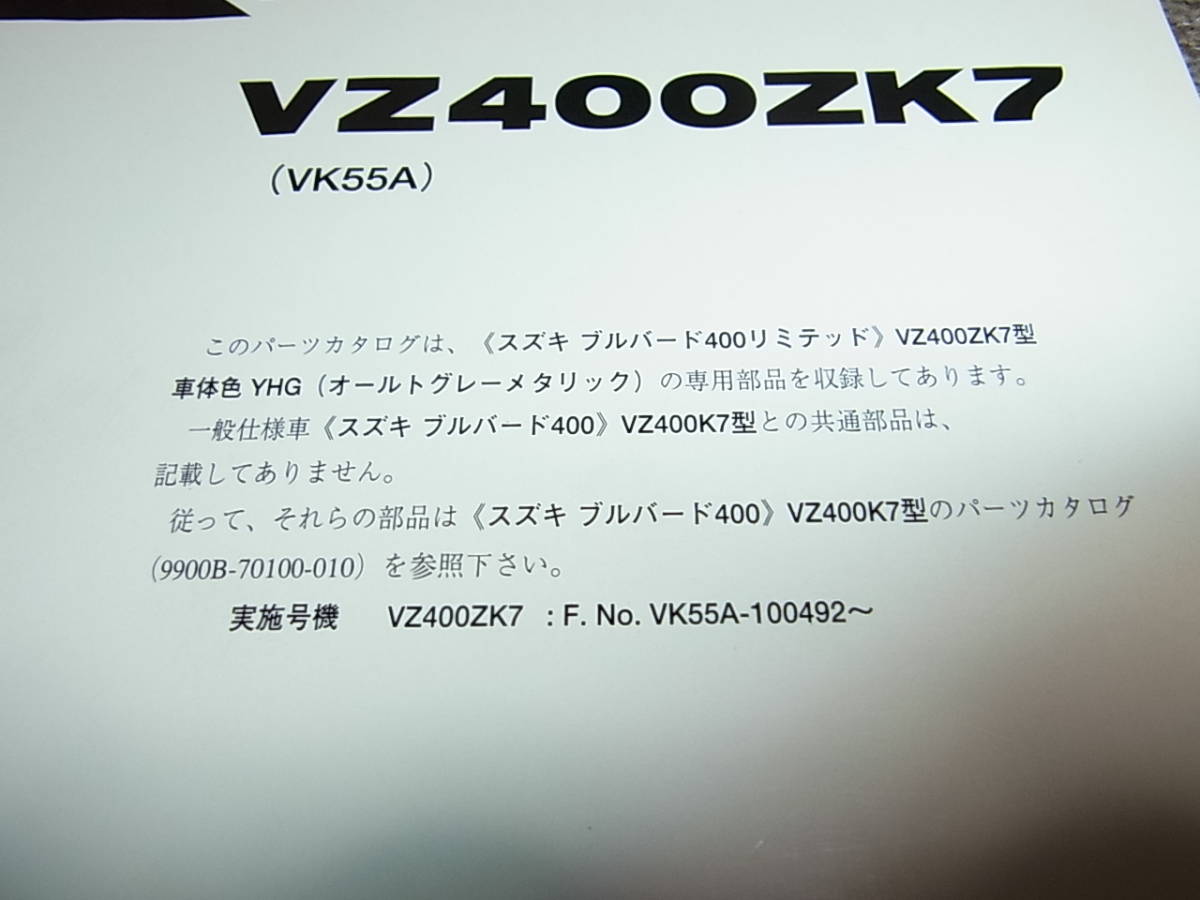 VZ400ZK7
（VK55A）
このパーツカタログは、《スズキ ブルバード400リミテッド》VZ400ZK7型
車体色 YHG（オールトグレーメタリック）の専用部品を収録してあります。
一般仕様車《スズキ ブルバード400》VZ400K7型との共通部品は、
記載してありません。
従って、それらの部品は《スズキ ブルバード400》VZ400K7型のパーツカタログ
(9900B-70100-010) を参照下さい。
実施号機 VZ400ZK7 : F. No. VK55A-100492～